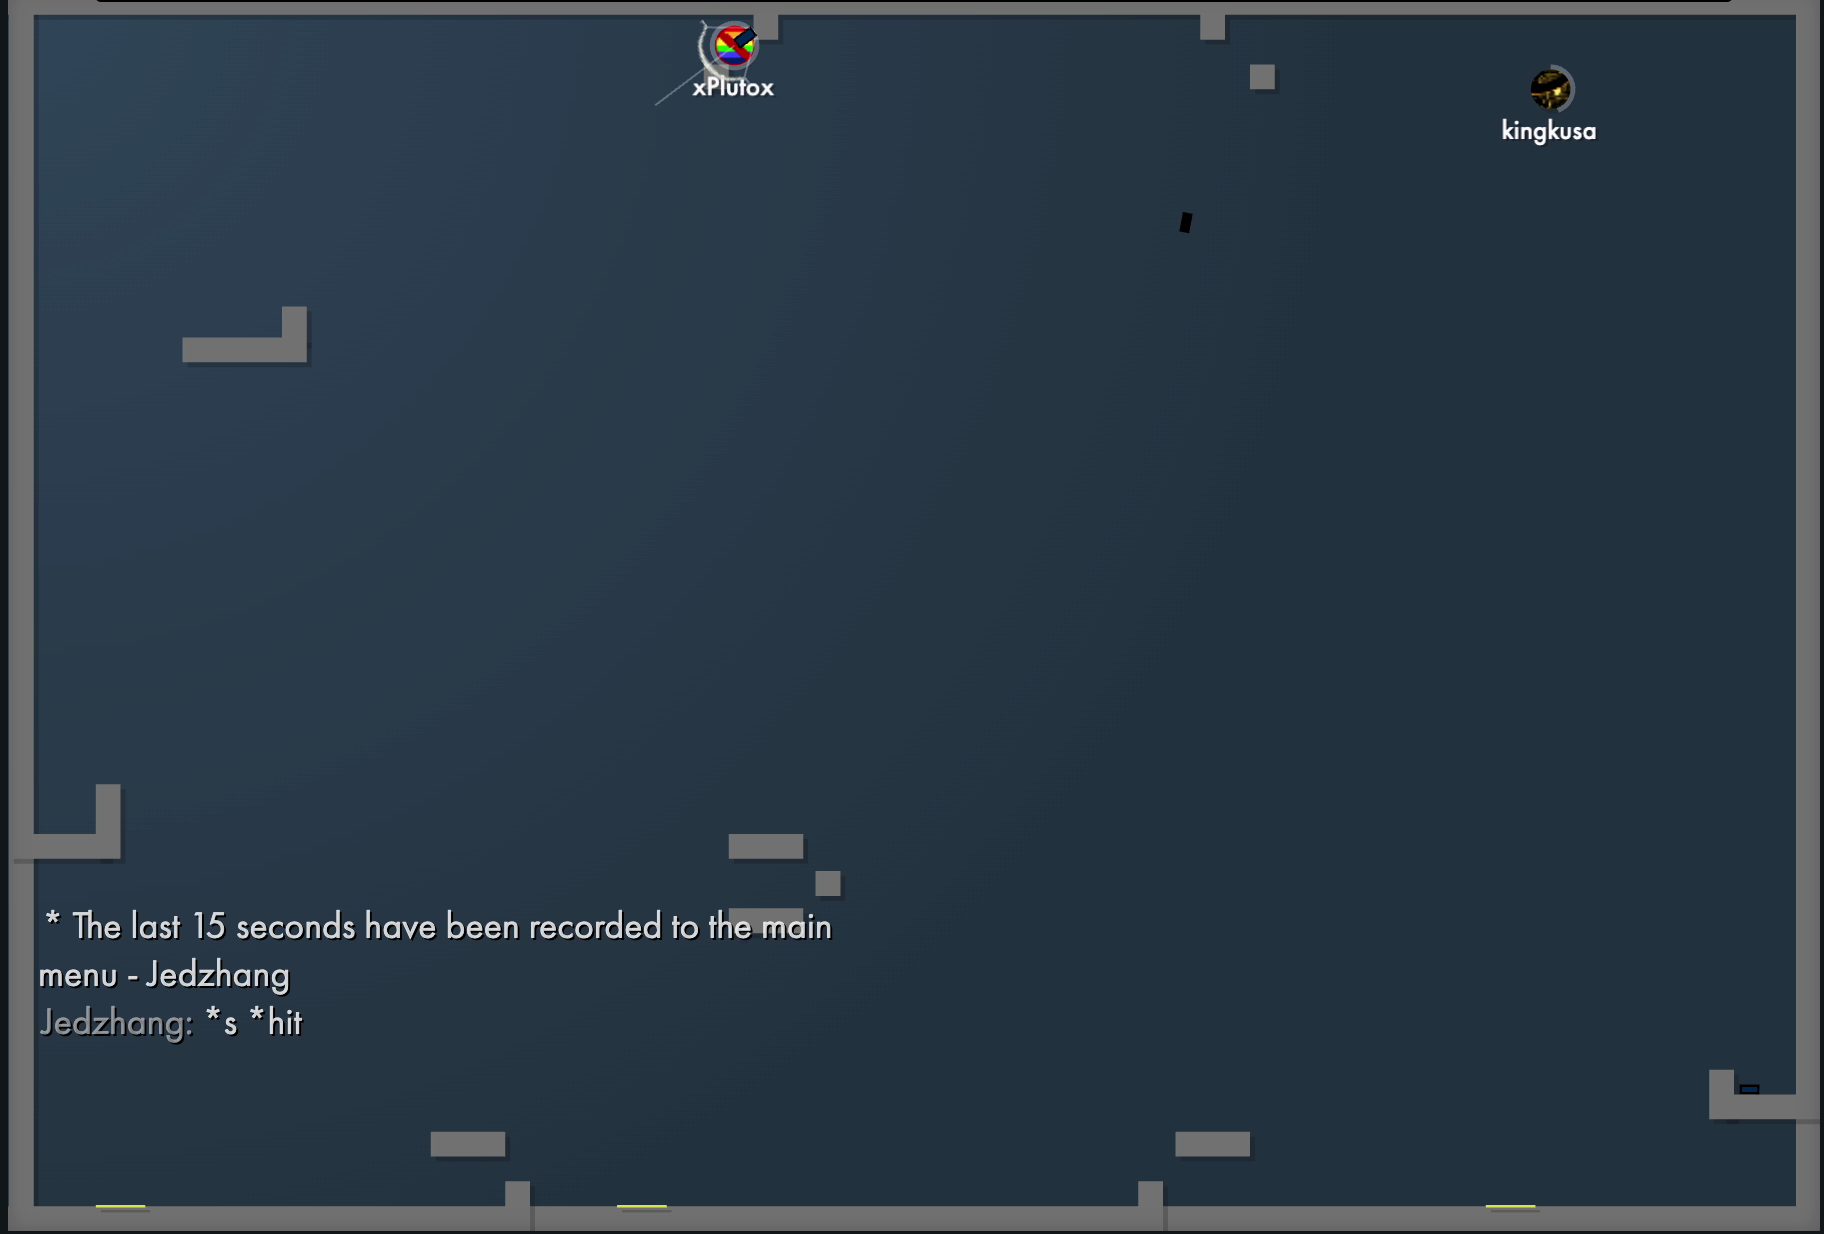 xPlutox
kingkusa
* The last 15 seconds have been recorded to the main
menu - Jedzhang
Jedzhang: *s *hit